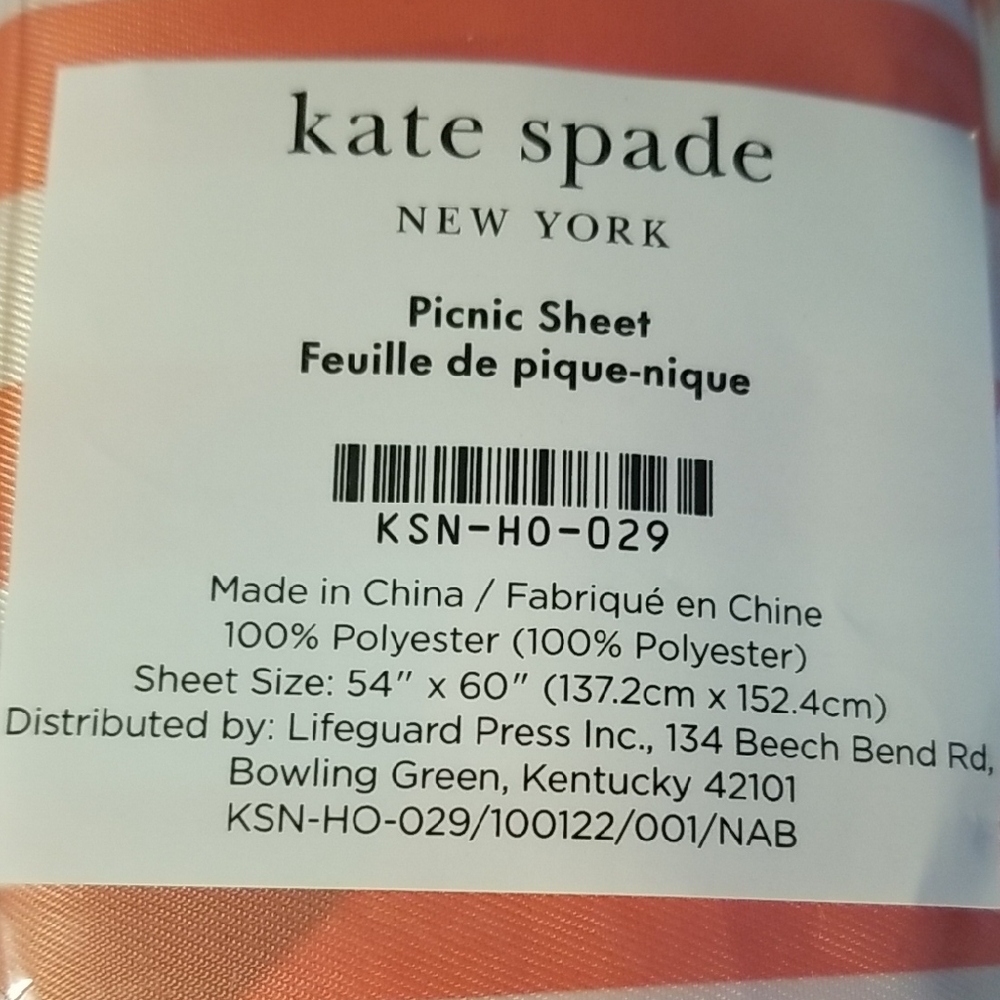 kate spade
NEW YORK
Picnic Sheet
Feuille de pique-nique
KSN-HO-029
Made in China / Fabriqué en Chine
100% Polyester (100% Polyester)
Sheet Size: 54″ x 60″ (137.2cm x 152.4cm)
Distributed by: Lifeguard Press Inc., 134 Beech Bend Rd,
Bowling Green, Kentucky 42101
KSN-HO-029/100122/001/NAB